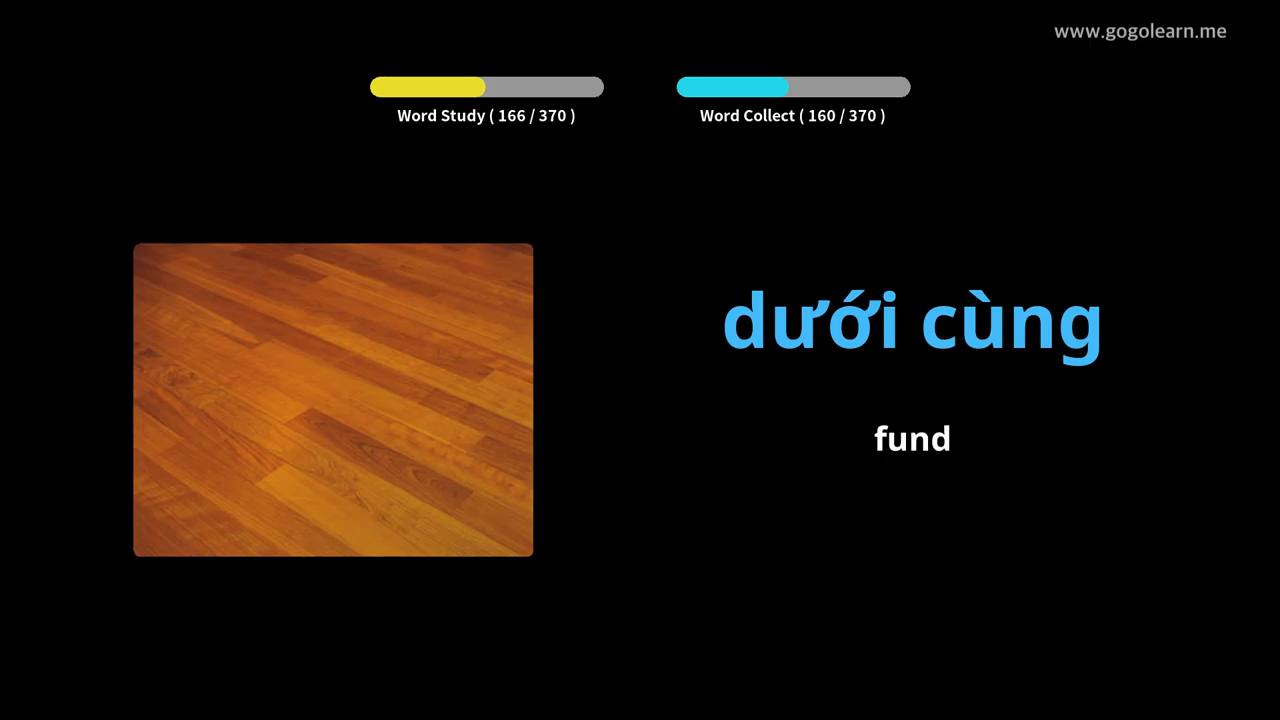 www.gogolearn.me
Word Study ( 166 / 370 )
Word Collect ( 160 / 370 )
dưới cùng
fund